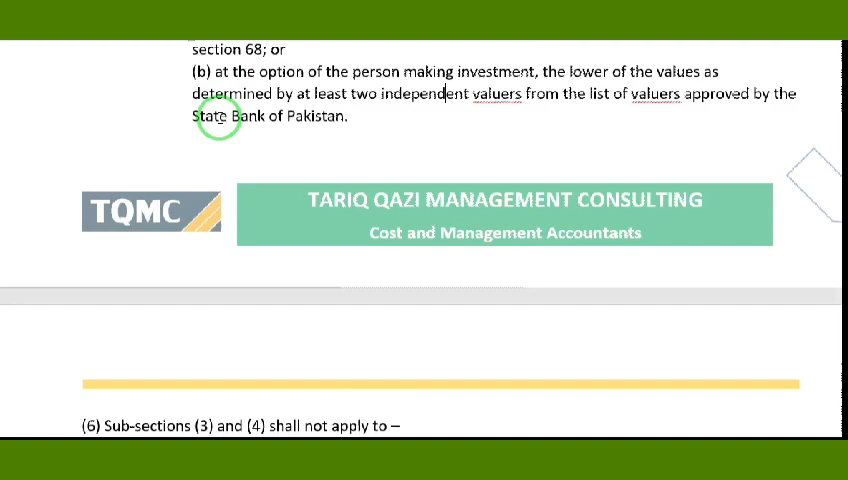 section 68; or
(b) at the option of the person making investment, the lower of the values as
determined by at least two independent valuers from the list of valuers approved by the
State Bank of Pakistan.
TQMC
TARIQ QAZI MANAGEMENT CONSULTING
Cost and Management Accountants
(6) Sub-sections (3) and (4) shall not apply to –